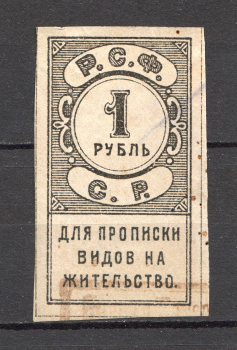 Р.С.Ф.
1
РУБЛЬ
С.Р.
ДЛЯ ПРОПИСКИ
ВИДОВ НА
ЖИТЕЛЬСТВО.